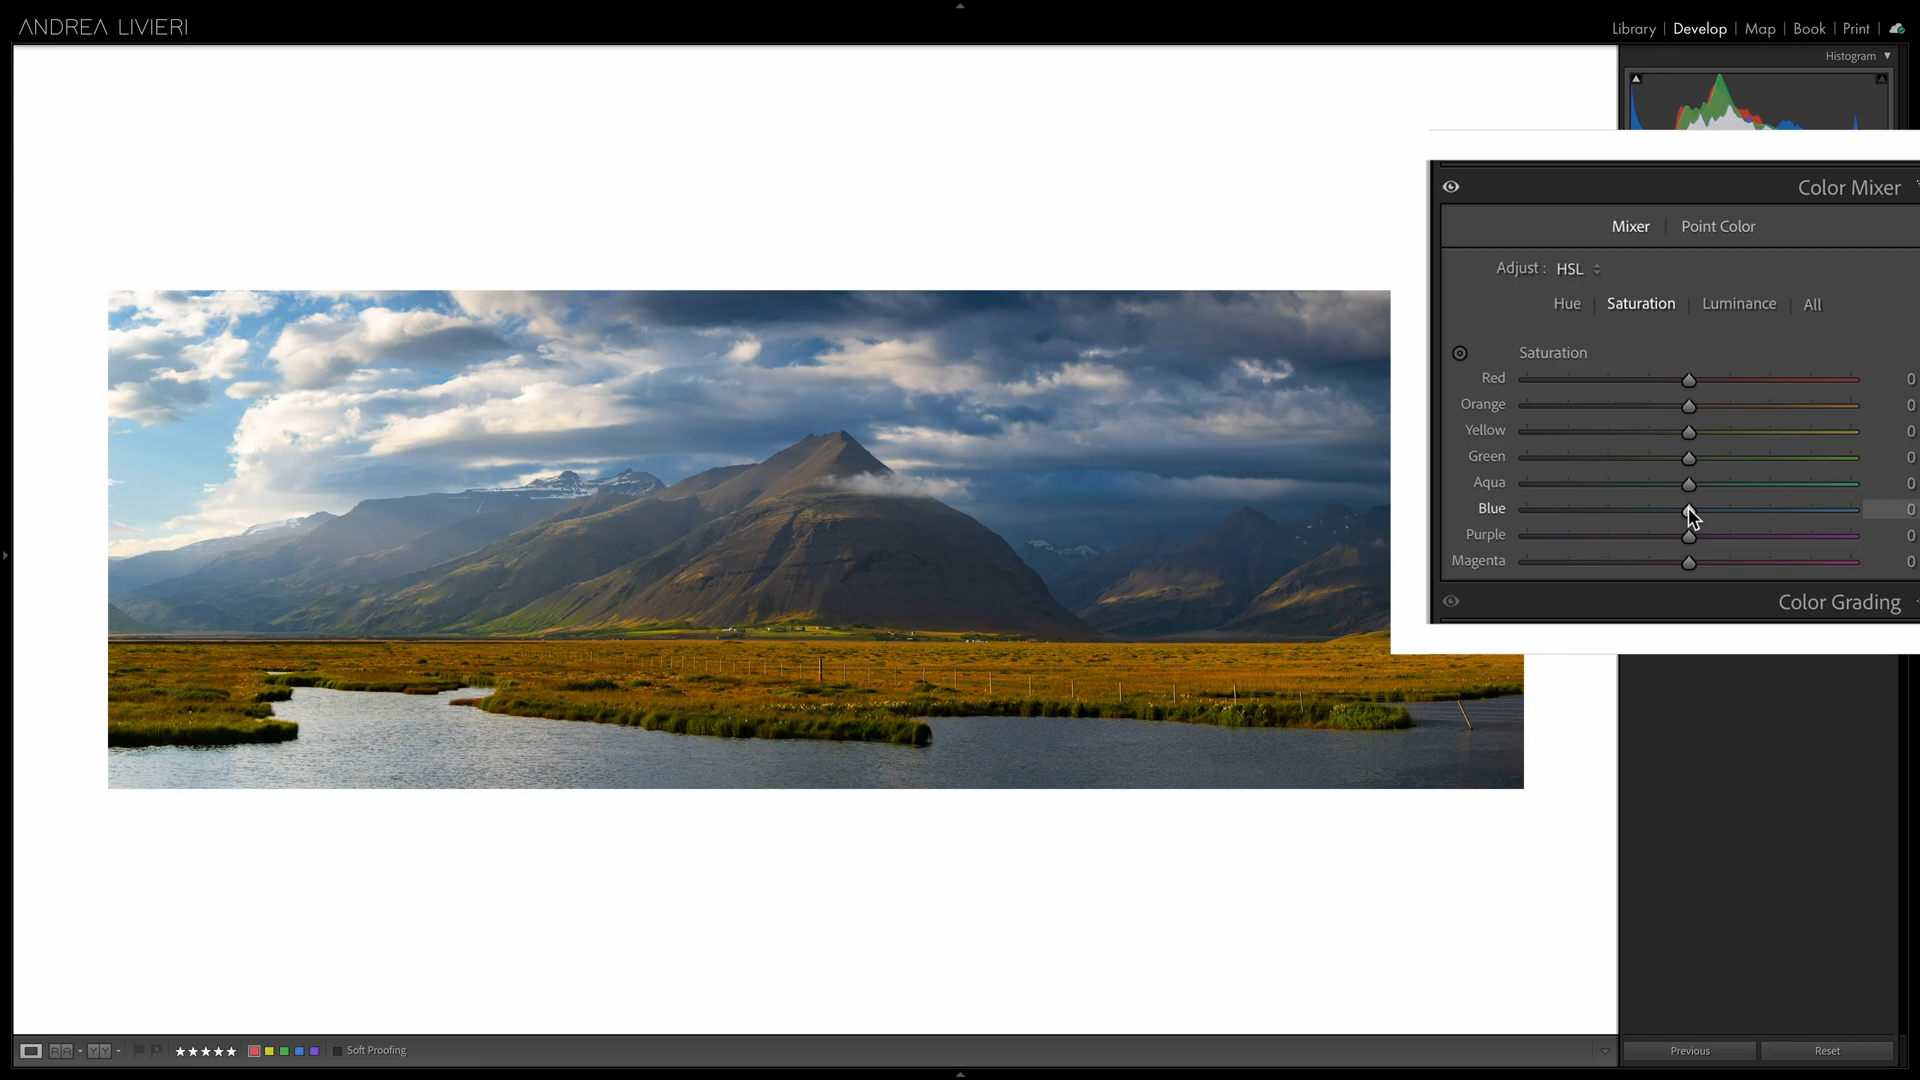 ANDREA LIVIERI
Library | Develop | Map | Book | Print |
Histogram
Color Mixer
Mixer | Point Color
Adjust : HSL
Hue | Saturation | Luminance | All
Saturation
Red 0
Orange 0
Yellow 0
Green 0
Aqua 0
Blue 0
Purple 0
Magenta 0
Color Grading
R A Y Y Soft Proofing
Previous Reset